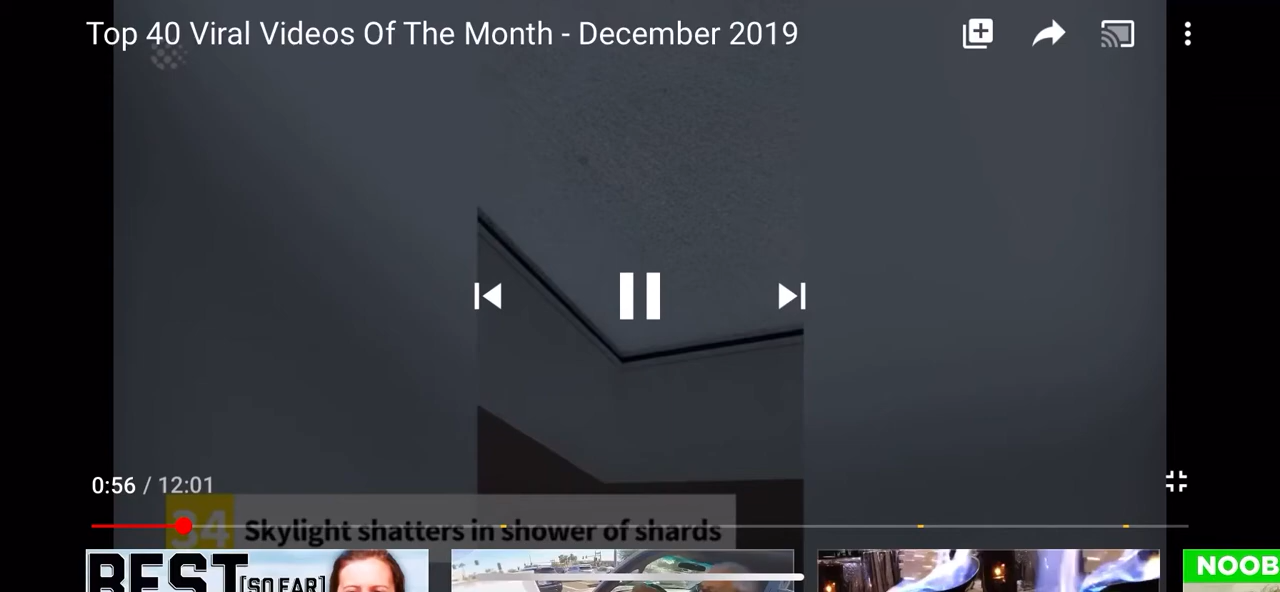 Top 40 Viral Videos Of The Month - December 2019
0:56 / 12:01
34 Skylight shatters in shower of shards
BEST [SO FAR]
NOOB